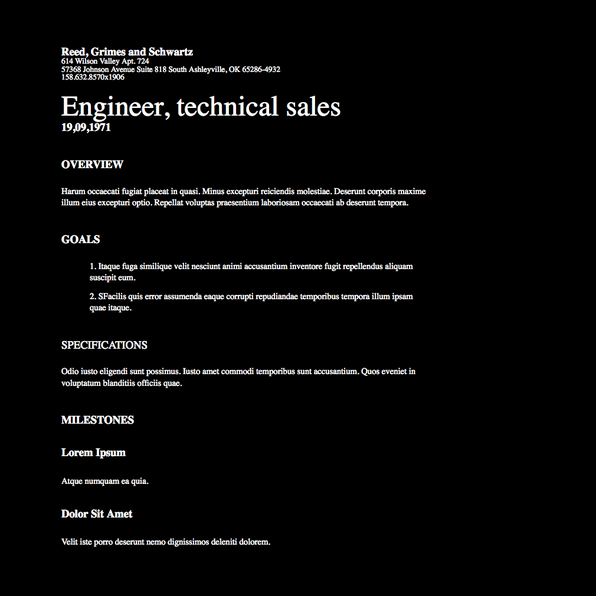 Reed, Grimes and Schwartz
614 Wilson Valley Apt. 724
57368 Johnson Avenue Suite 818 South Ashleyville, OK 65286-4932
158.632.8570x1906
Engineer, technical sales
19,09,1971
OVERVIEW
Harum occaecati fugiat placeat in quasi. Minus excepturi reiciendis molestiae. Deserunt corporis maxime
illum eius excepturi optio. Repellat voluptas praesentium laboriosam occaecati ab deserunt tempora.
GOALS
1. Itaque fuga similique velit nesciunt animi accusantium inventore fugit repellendus aliquam
suscipit eum.
2. SFacilis quis error assumenda eaque corrupti repudiandae temporibus tempora illum ipsam
quae itaque.
SPECIFICATIONS
Odio iusto eligendi sunt possimus. Iusto amet commodi temporibus sunt accusantium. Quos eveniet in
voluptatum blanditiis officiis quae.
MILESTONES
Lorem Ipsum
Atque numquam ea quia.
Dolor Sit Amet
Velit iste porro deserunt nemo dignissimos deleniti dolorem.